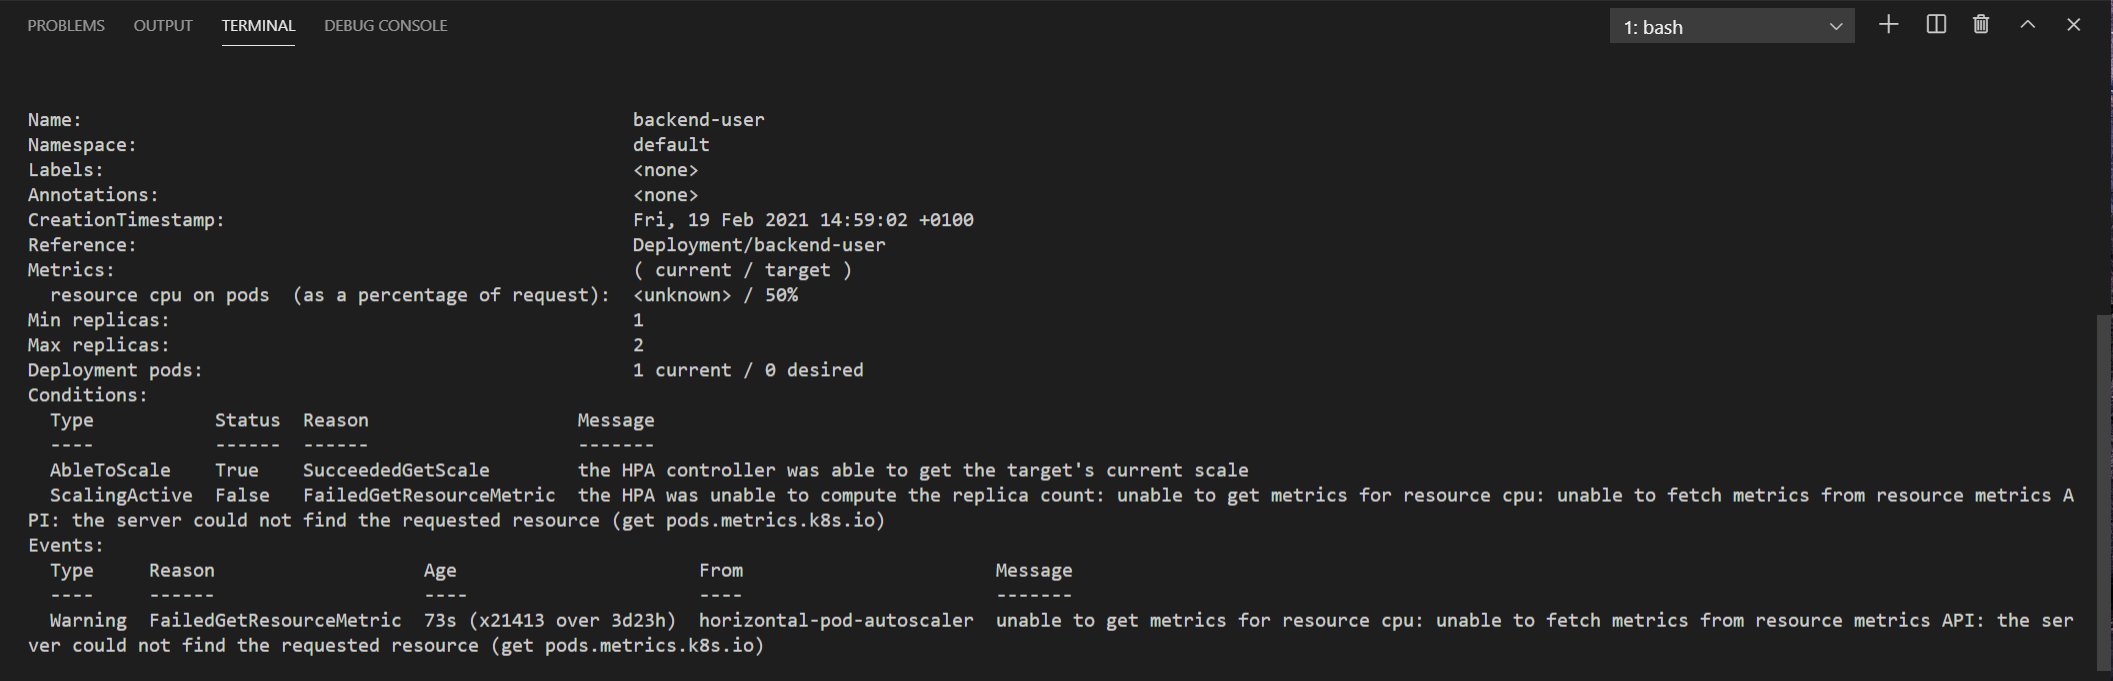 PROBLEMS OUTPUT TERMINAL DEBUG CONSOLE 1: bash
Name: backend-user
Namespace: default
Labels: <none>
Annotations: <none>
CreationTimestamp: Fri, 19 Feb 2021 14:59:02 +0100
Reference: Deployment/backend-user
Metrics: ( current / target )
resource cpu on pods (as a percentage of request): <unknown> / 50%
Min replicas: 1
Max replicas: 2
Deployment pods: 1 current / 0 desired
Conditions:
Type Status Reason Message
---- ------ ------ -------
AbleToScale True SucceededGetScale the HPA controller was able to get the target's current scale
ScalingActive False FailedGetResourceMetric the HPA was unable to compute the replica count: unable to get metrics for resource cpu: unable to fetch metrics from resource metrics A
PI: the server could not find the requested resource (get pods.metrics.k8s.io)
Events:
Type Reason Age From Message
---- ------ ---- ---- -------
Warning FailedGetResourceMetric 73s (x21413 over 3d23h) horizontal-pod-autoscaler unable to get metrics for resource cpu: unable to fetch metrics from resource metrics API: the ser
ver could not find the requested resource (get pods.metrics.k8s.io)